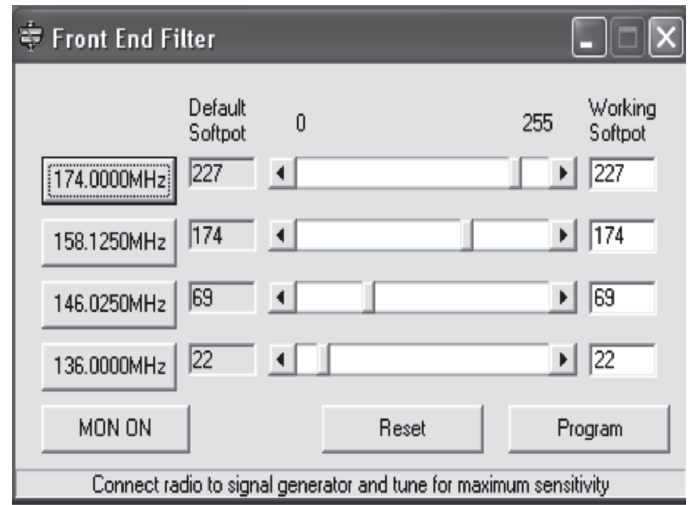 Front End Filter
Default Softpot 0 255 Working Softpot
174.0000MHz 227 227
158.1250MHz 174 174
146.0250MHz 69 69
136.0000MHz 22 22
MON ON Reset Program
Connect radio to signal generator and tune for maximum sensitivity